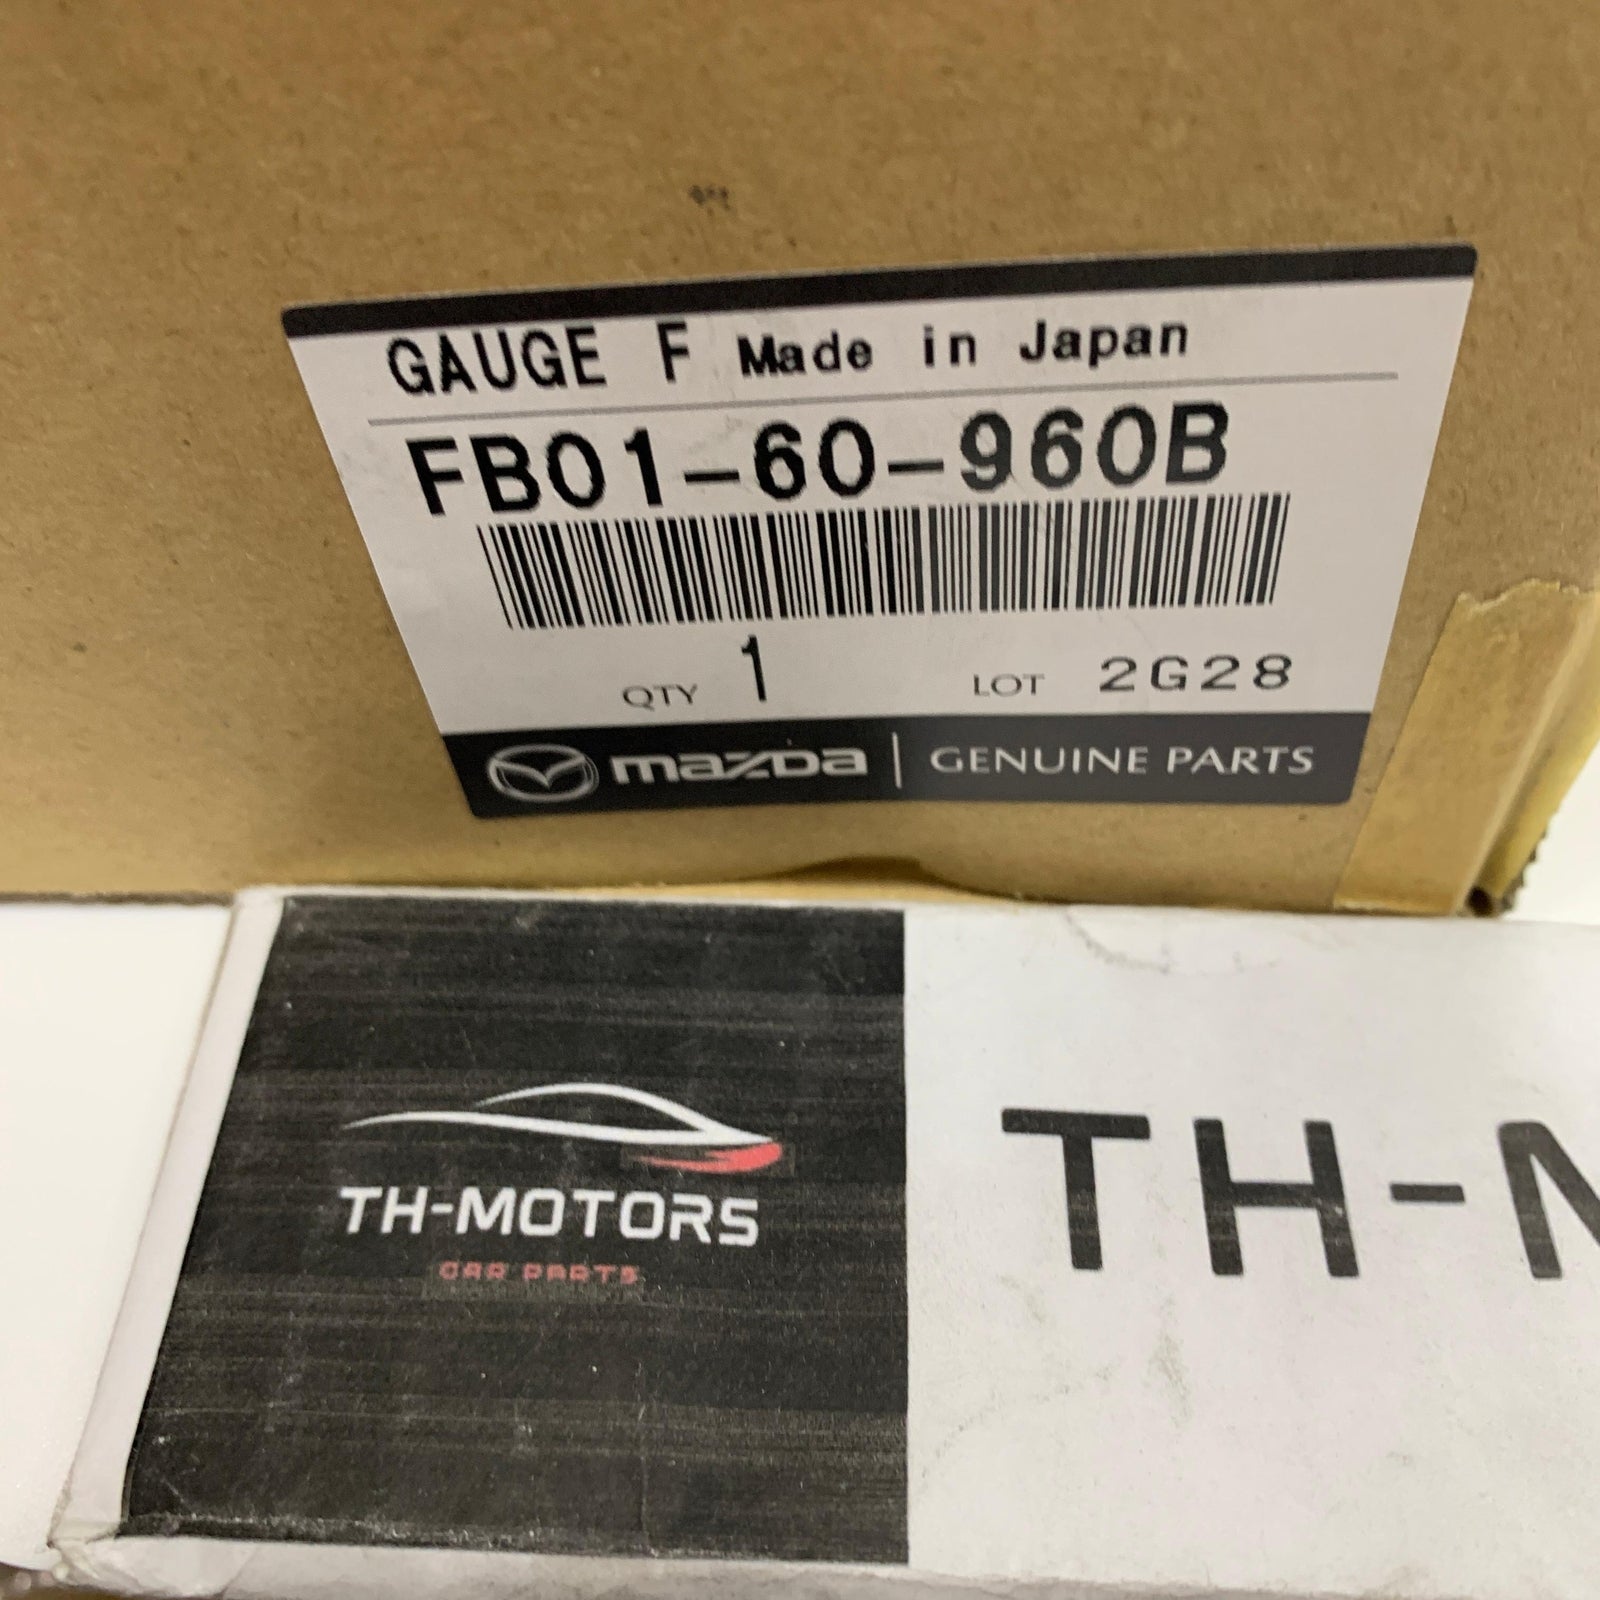 GAUGE F Made in Japan
FB01-60-960B
QTY 1 LOT 2G28
mazda GENUINE PARTS
TH-MOTORS
CAR PARTS
TH-M